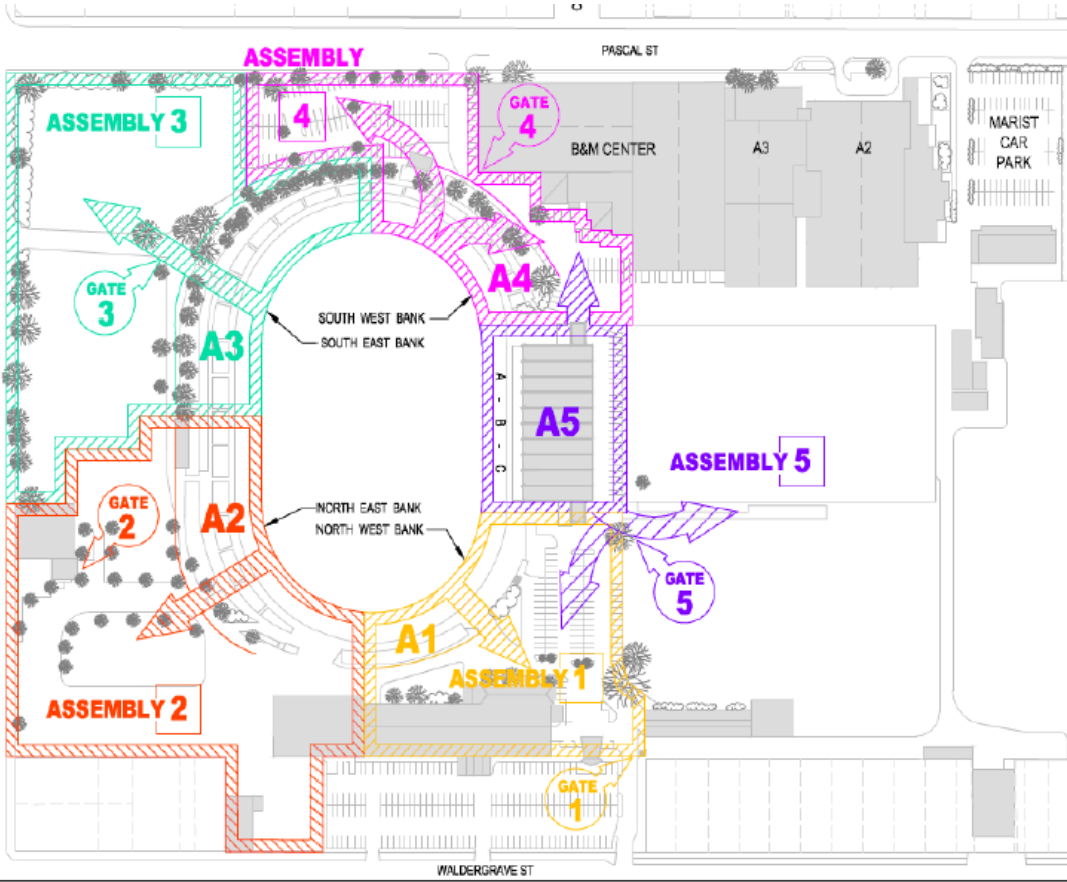 PASCAL ST
ASSEMBLY
4
ASSEMBLY 3
GATE
4
B&M CENTER
A3
A2
MARIST
CAR
PARK
GATE
3
A4
SOUTH WEST BANK
SOUTH EAST BANK
A3
A - B - C
A5
ASSEMBLY 5
GATE
2
A2
NORTH EAST BANK
NORTH WEST BANK
GATE
5
A1
ASSEMBLY 1
ASSEMBLY 2
GATE
1
WALDERGRAVE ST